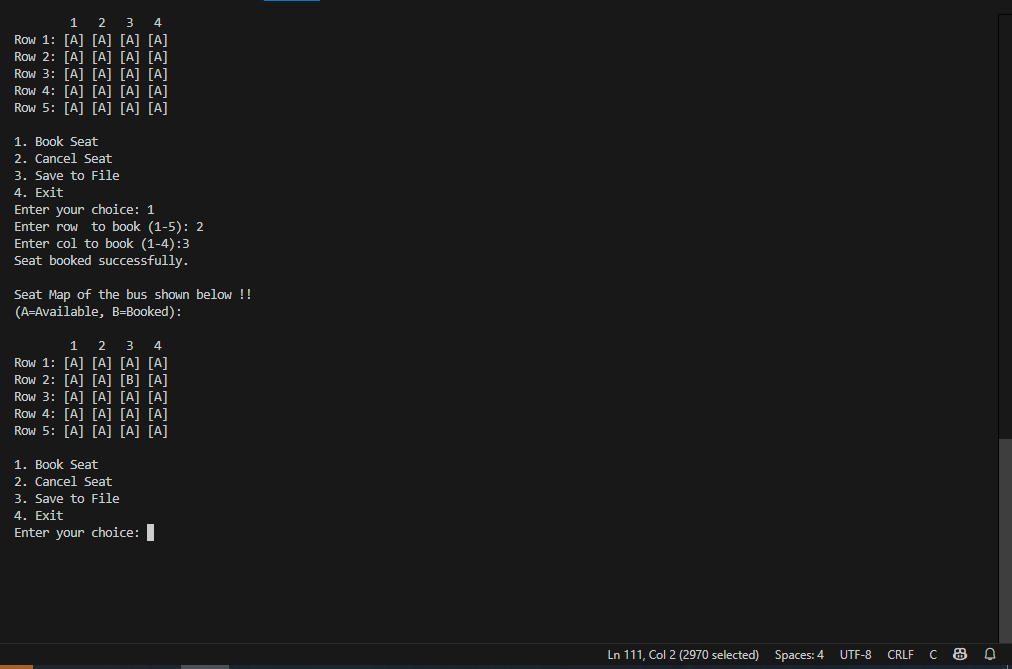 1   2   3   4
Row 1: [A] [A] [A] [A]
Row 2: [A] [A] [A] [A]
Row 3: [A] [A] [A] [A]
Row 4: [A] [A] [A] [A]
Row 5: [A] [A] [A] [A]

1. Book Seat
2. Cancel Seat
3. Save to File
4. Exit
Enter your choice: 1
Enter row  to book (1-5): 2
Enter col to book (1-4):3
Seat booked successfully.

Seat Map of the bus shown below !!
(A=Available, B=Booked):

        1   2   3   4
Row 1: [A] [A] [A] [A]
Row 2: [A] [A] [B] [A]
Row 3: [A] [A] [A] [A]
Row 4: [A] [A] [A] [A]
Row 5: [A] [A] [A] [A]

1. Book Seat
2. Cancel Seat
3. Save to File
4. Exit
Enter your choice:
Ln 111, Col 2 (2970 selected) Spaces: 4 UTF-8 CRLF C